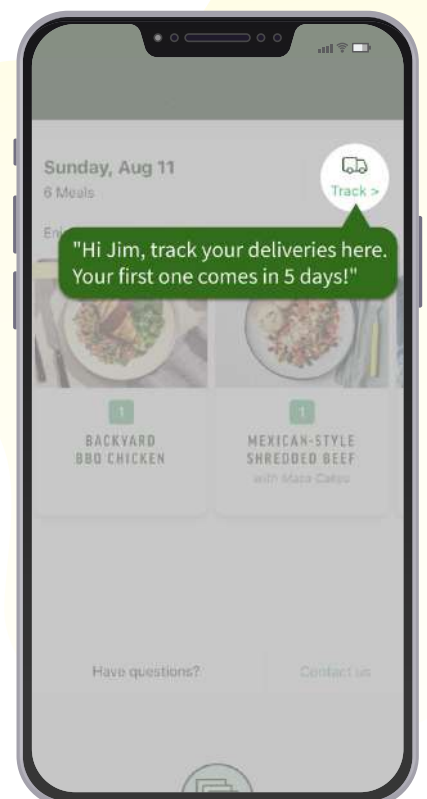 Sunday, Aug 11
6 Meals
Track >
"Hi Jim, track your deliveries here.
Your first one comes in 5 days!"
1
BACKYARD
BBQ CHICKEN
1
MEXICAN-STYLE
SHREDDED BEEF
with Masa Cakes
Have questions?
Contact us